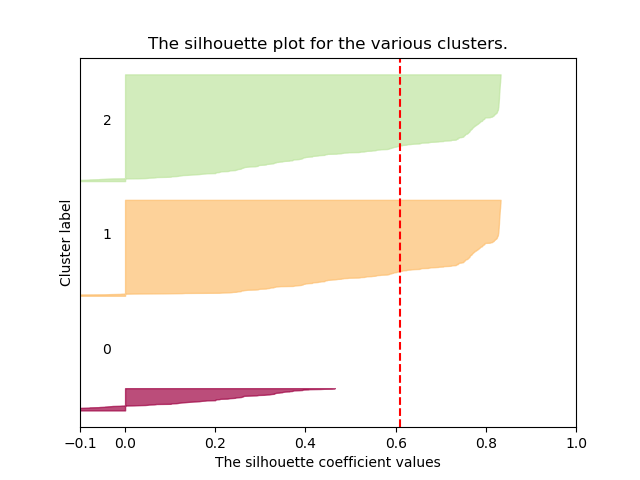 The silhouette plot for the various clusters.
2
1
0
Cluster label
−0.1 0.0 0.2 0.4 0.6 0.8 1.0
The silhouette coefficient values